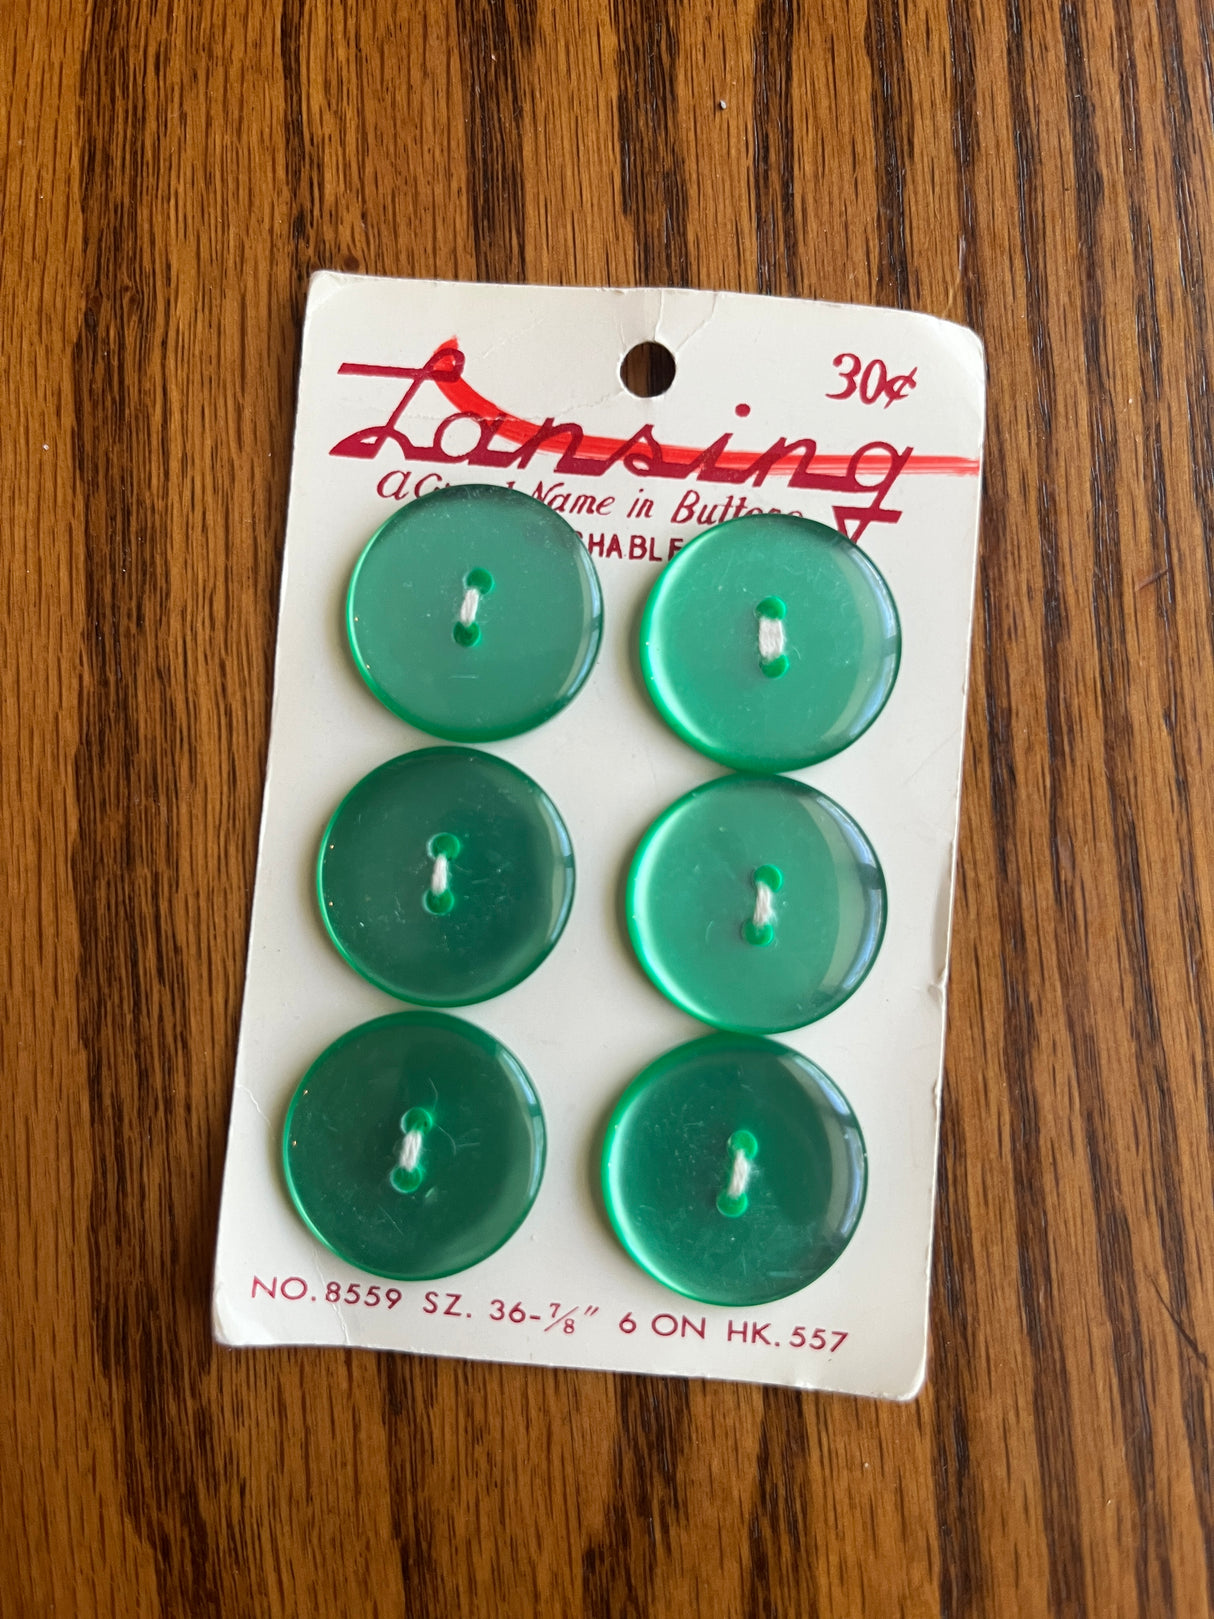 30¢
Lansing
a Name in
NO. 8559 SZ. 36-7/8" 6 ON HK. 557